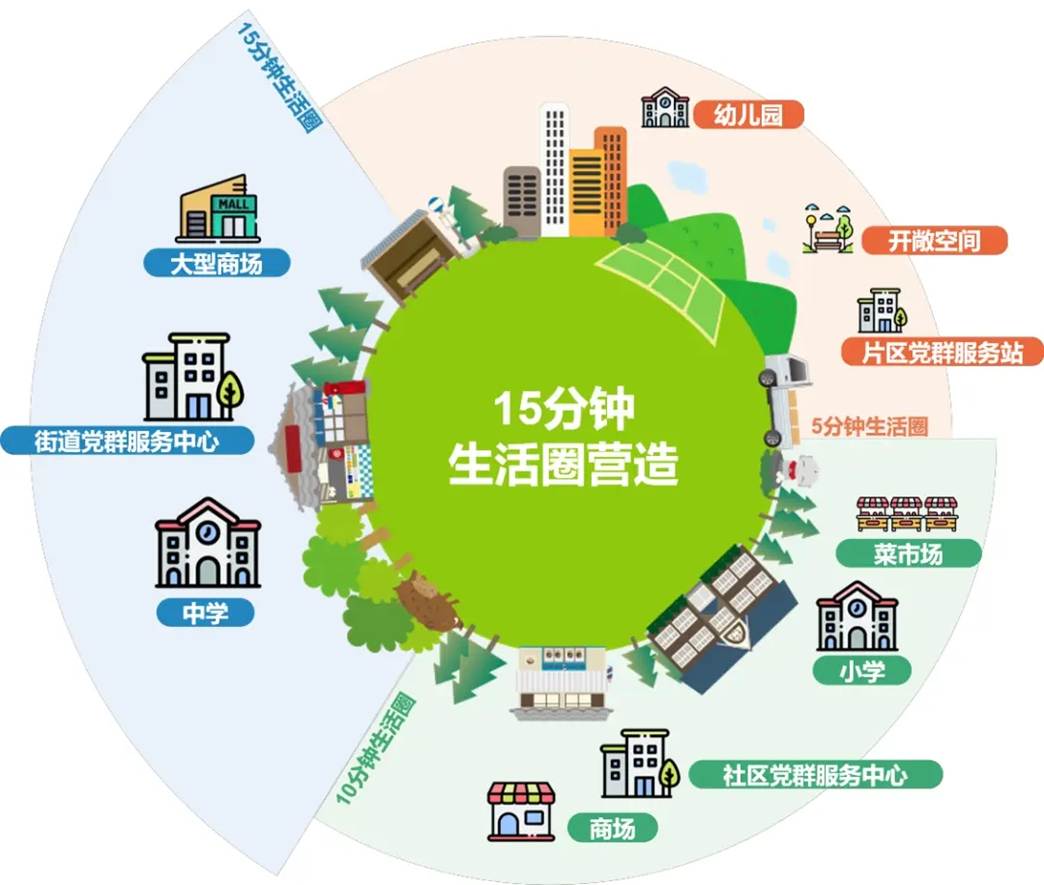 15分钟生活圈
幼儿园
MALL
大型商场
开敞空间
片区党群服务站
15分钟
生活圈营造
5分钟生活圈
街道党群服务中心
菜市场
中学
小学
10分钟生活圈
社区党群服务中心
商场